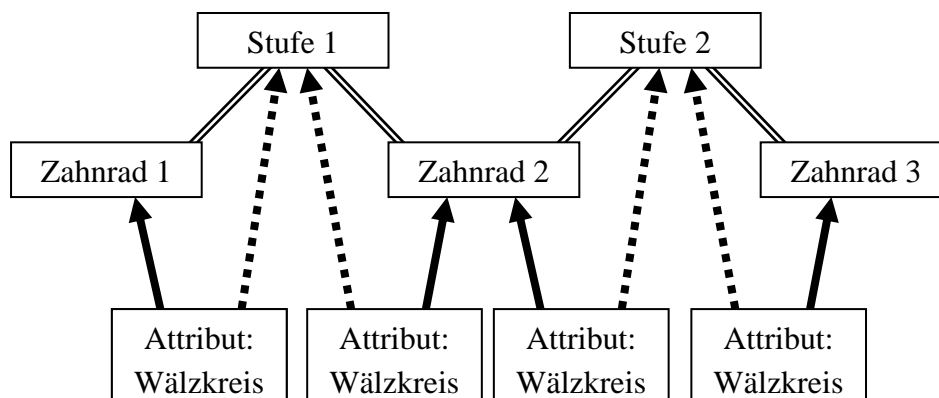 Stufe 1
Stufe 2
Zahnrad 1
Zahnrad 2
Zahnrad 3
Attribut:
Wälzkreis
Attribut:
Wälzkreis
Attribut:
Wälzkreis
Attribut:
Wälzkreis